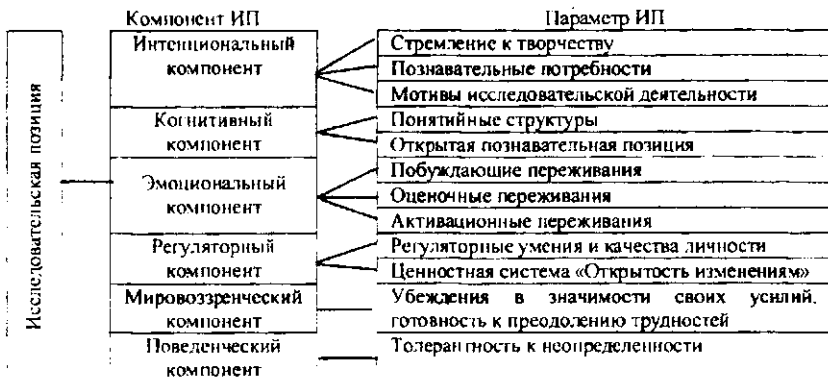 Компонент ИП
Параметр ИП
Исследовательская позиция
Интенциональный
компонент
Стремление к творчеству
Познавательные потребности
Мотивы исследовательской деятельности
Когнитивный
компонент
Понятийные структуры
Открытая познавательная позиция
Эмоциональный
компонент
Побуждающие переживания
Оценочные переживания
Активационные переживания
Регуляторный
компонент
Регуляторные умения и качества личности
Ценностная система «Открытость изменениям»
Мировоззренческий
компонент
Убеждения в значимости своих усилий,
готовность к преодолению трудностей
Поведенческий
компонент
Толерантность к неопределенности